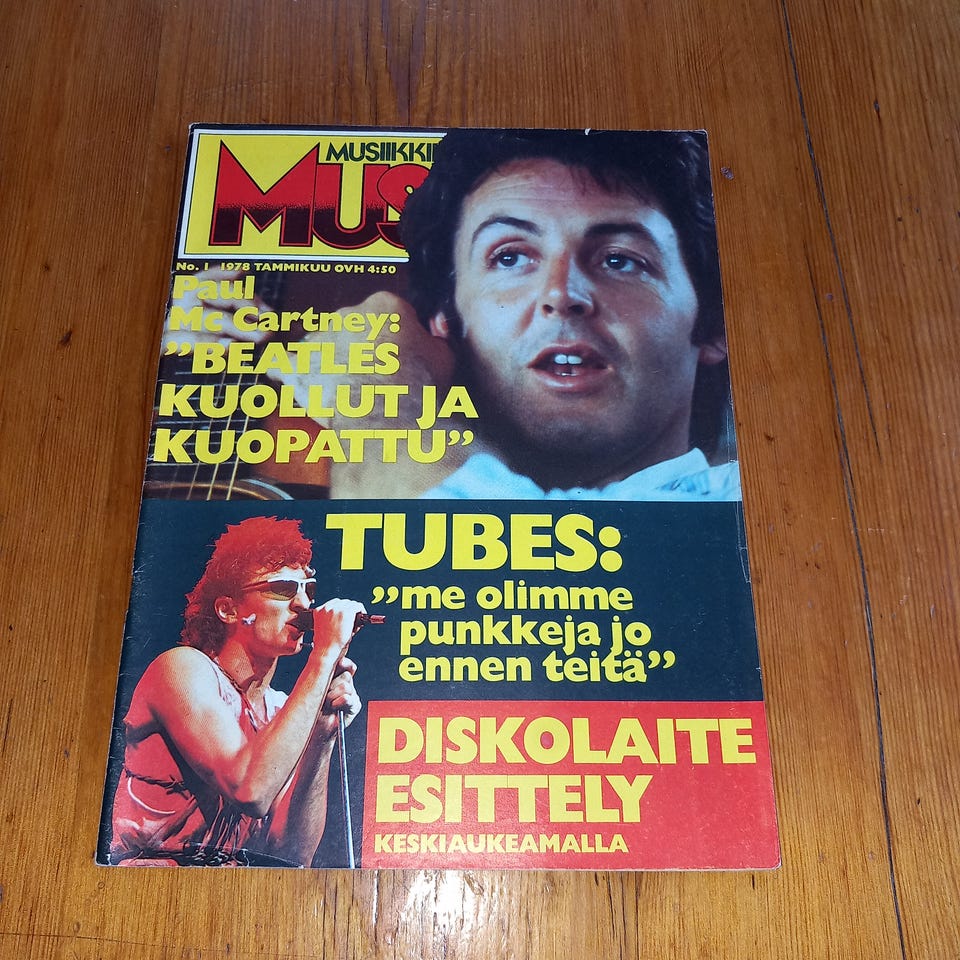 MUSIIKKI
MUS
No. 1 1978 TAMMIKUU OVH 4:50
Paul
Mc Cartney:
”BEATLES
KUOLLUT JA
KUOPATTU”
TUBES:
”me olimme
punkkeja jo
ennen teitä”
DISKOLAITE
ESITTELY
KESKIAUKEAMALLA